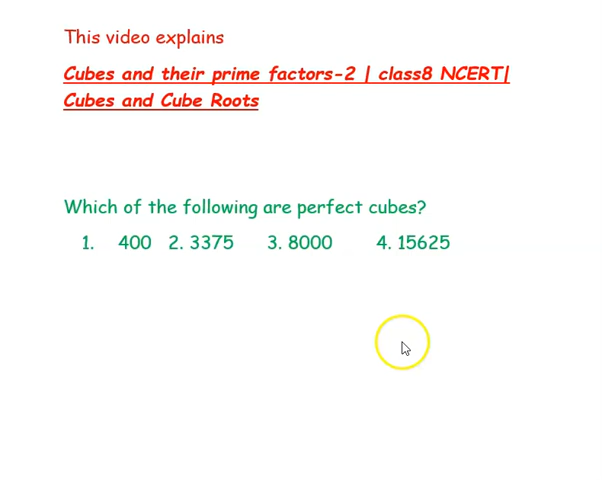 This video explains
Cubes and their prime factors-2 | class8 NCERT|
Cubes and Cube Roots
Which of the following are perfect cubes?
1. 400 2. 3375 3. 8000 4. 15625